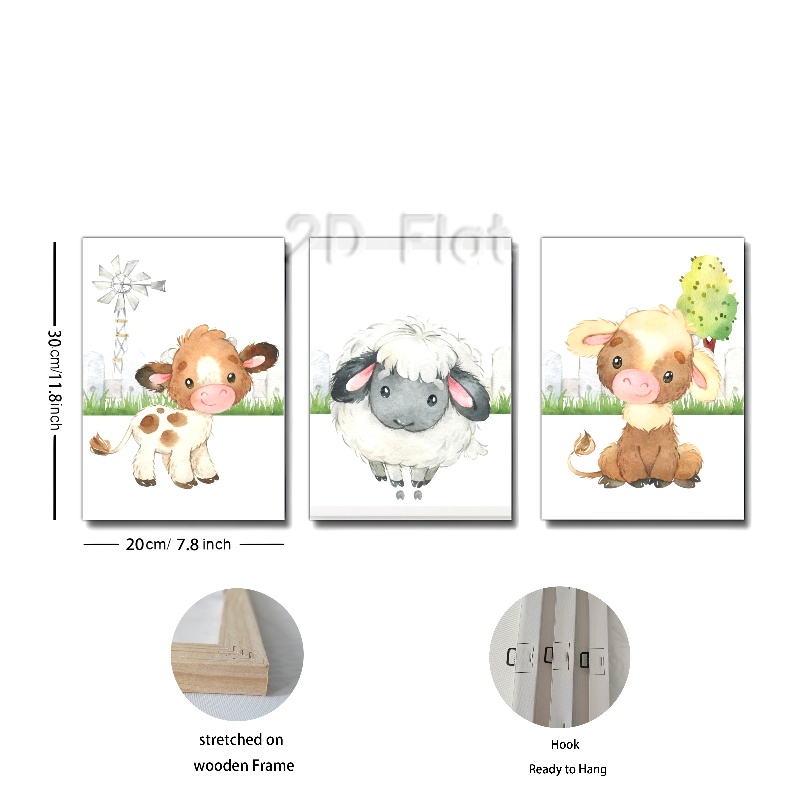 2D Flat
30cm/11.8inch
20cm/ 7.8 inch
stretched on
wooden Frame
Hook
Ready to Hang